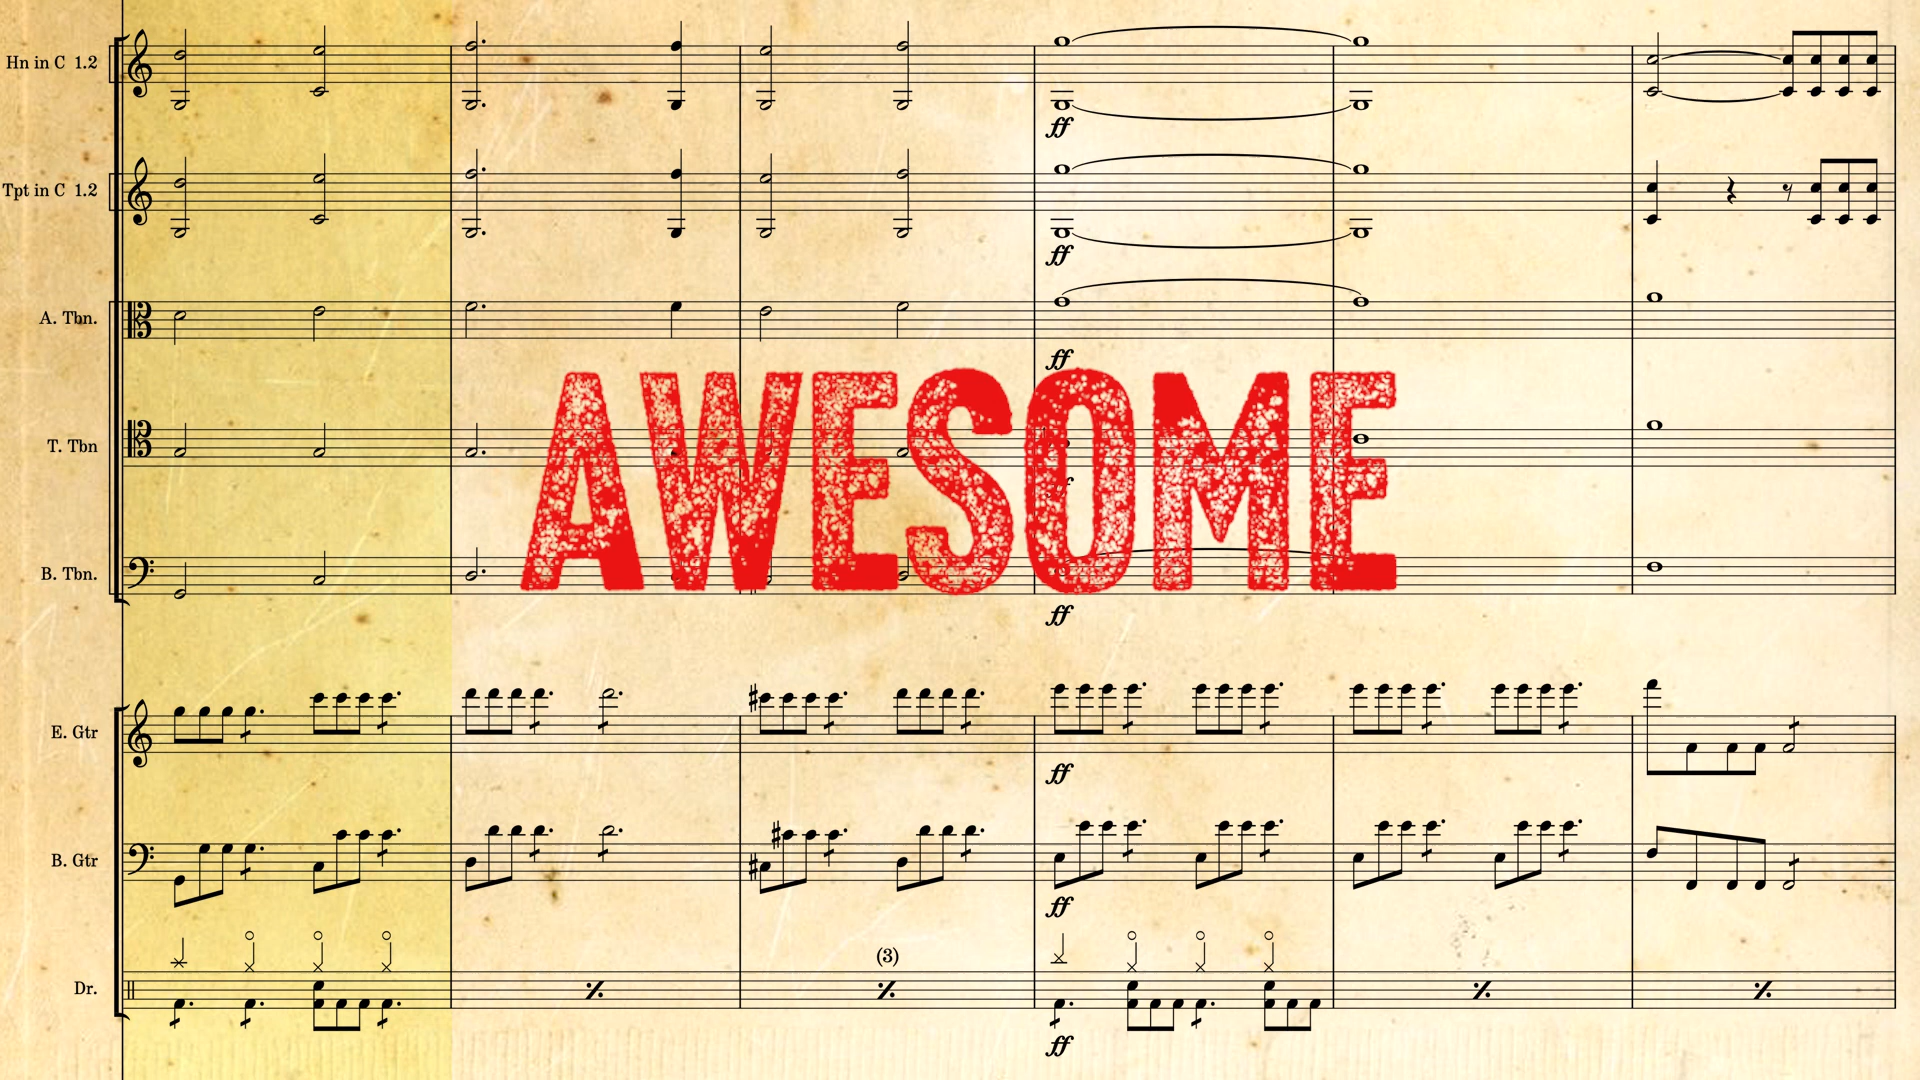 Hn in C 1.2
ff
Tpt in C 1.2
ff
A. Tbn.
ff
AWESOME
T. Tbn
B. Tbn.
ff
E. Gtr
ff
B. Gtr
ff
(3)
Dr.
ff